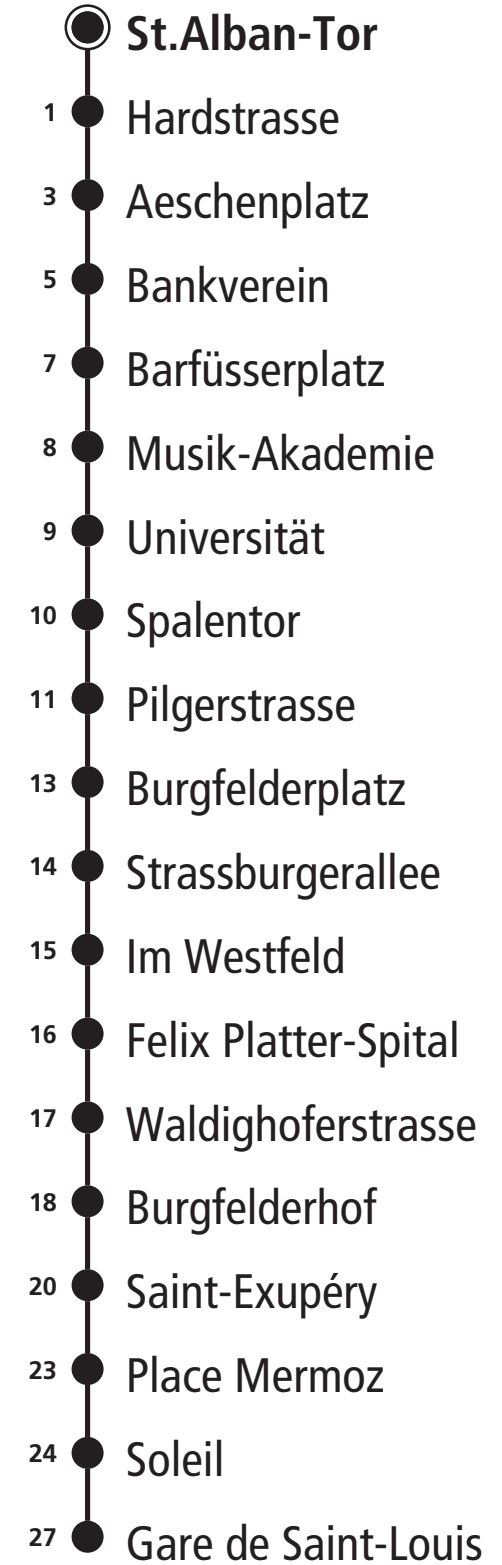 St.Alban-Tor
1 Hardstrasse
3 Aeschenplatz
5 Bankverein
7 Barfüsserplatz
8 Musik-Akademie
9 Universität
10 Spalentor
11 Pilgerstrasse
13 Burgfelderplatz
14 Strassburgerallee
15 Im Westfeld
16 Felix Platter-Spital
17 Waldighoferstrasse
18 Burgfelderhof
20 Saint-Exupéry
23 Place Mermoz
24 Soleil
27 Gare de Saint-Louis